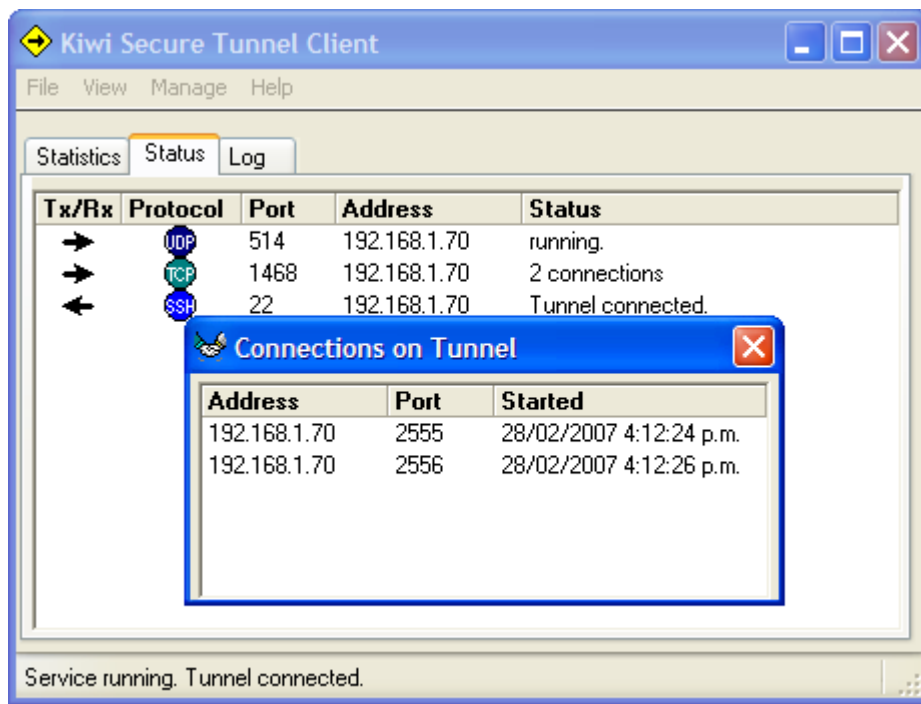 Kiwi Secure Tunnel Client
File View Manage Help
Statistics Status Log
Tx/Rx Protocol Port Address Status
UDP 514 192.168.1.70 running.
TCP 1468 192.168.1.70 2 connections
SSH 22 192.168.1.70 Tunnel connected.
Connections on Tunnel
Address Port Started
192.168.1.70 2555 28/02/2007 4:12:24 p.m.
192.168.1.70 2556 28/02/2007 4:12:26 p.m.
Service running. Tunnel connected.